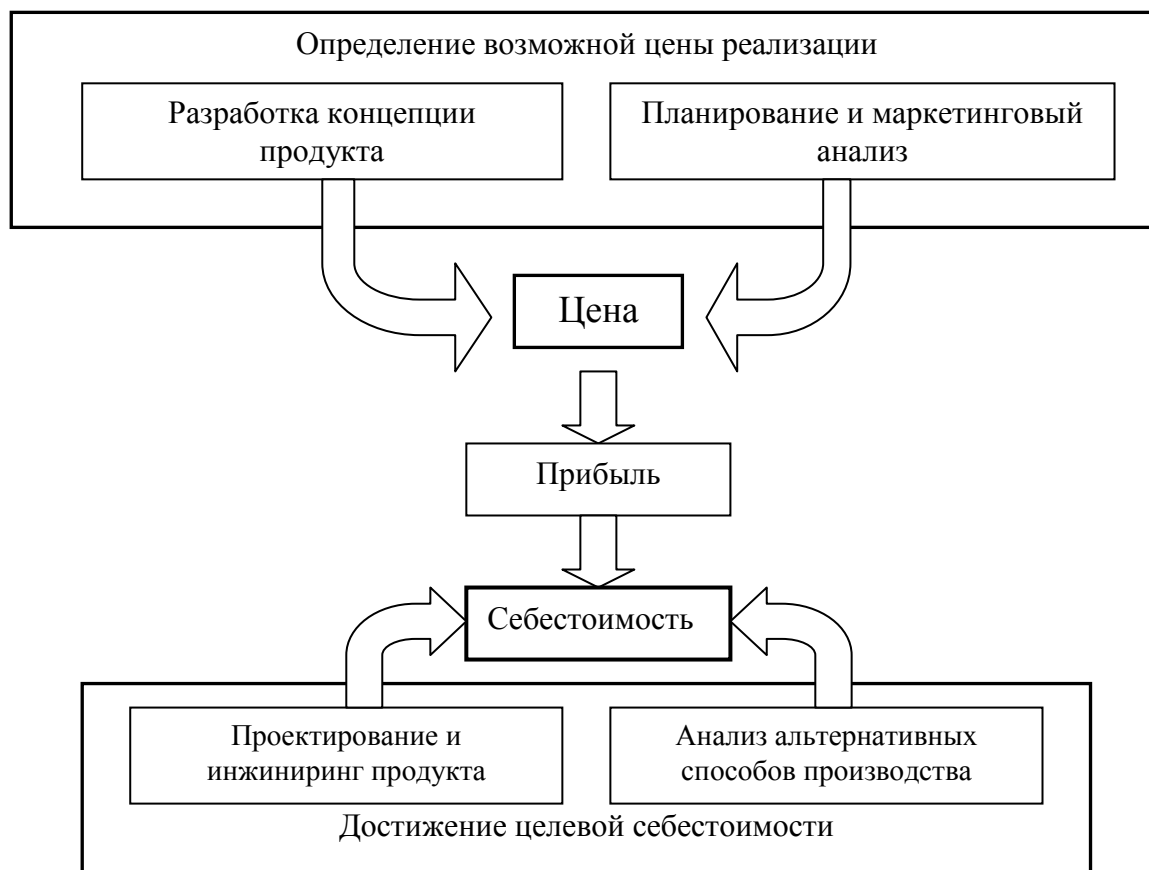 Определение возможной цены реализации
Разработка концепции
продукта
Планирование и маркетинговый
анализ
Цена
Прибыль
Себестоимость
Проектирование и
инжиниринг продукта
Анализ альтернативных
способов производства
Достижение целевой себестоимости